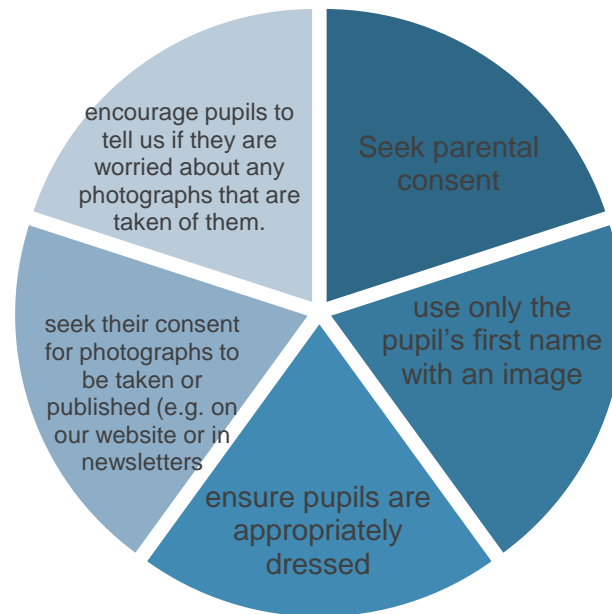 Seek parental
consent
use only the
pupil's first name
with an image
ensure pupils are
appropriately
dressed
seek their consent
for photographs to
be taken or
published (e.g. on
our website or in
newsletters
encourage pupils to
tell us if they are
worried about any
photographs that are
taken of them.